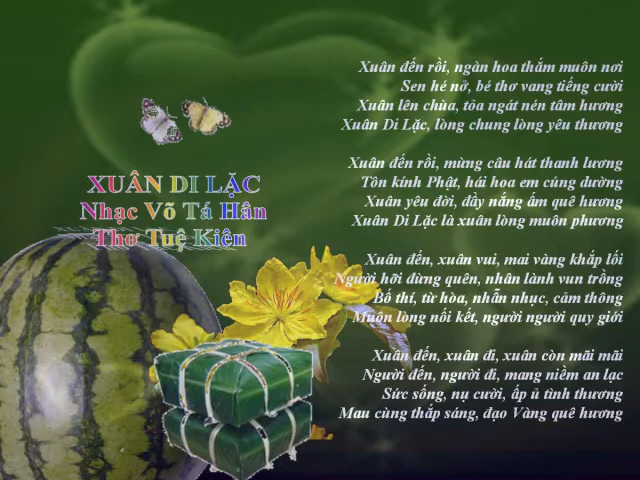 XUÂN DI LẶC
Nhạc Võ Tá Hân
Thơ Tuệ Kiên
Xuân đến rồi, ngàn hoa thắm muôn nơi
Sen hé nở, bé thơ vang tiếng cười
Xuân lên chùa, tỏa ngát nén tâm hương
Xuân Di Lặc, lòng chung lòng yêu thương
Xuân đến rồi, mừng câu hát thanh lương
Tôn kính Phật, hái hoa em cúng dường
Xuân yêu đời, đầy nắng ấm quê hương
Xuân Di Lặc là xuân lòng muôn phương
Xuân đến, xuân vui, mai vàng khắp lối
Người hỡi đừng quên, nhân lành vun trồng
Bố thí, từ hòa, nhẫn nhục, cảm thông
Muôn lòng nối kết, người người quy giới
Xuân đến, xuân đi, xuân còn mãi mãi
Người đến, người đi, mang niềm an lạc
Sức sống, nụ cười, ấp ủ tình thương
Mau cùng thắp sáng, đạo Vàng quê hương